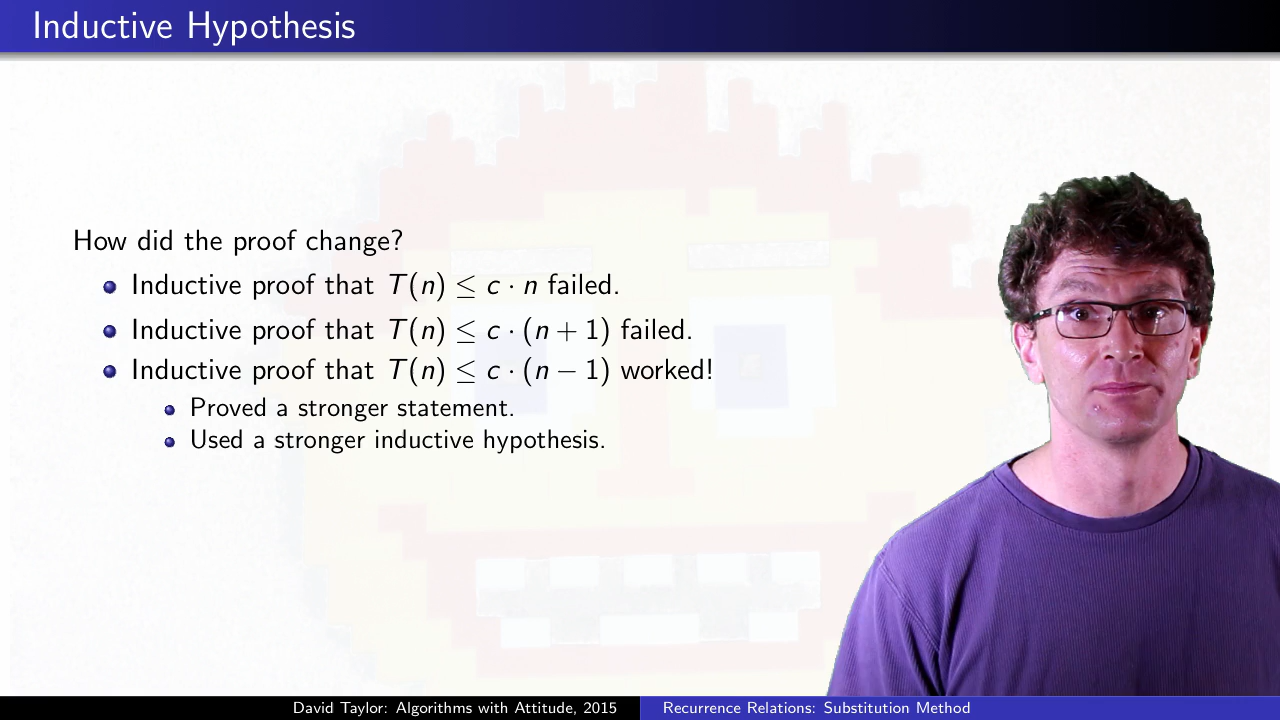 Inductive Hypothesis
How did the proof change?
Inductive proof that T(n) ≤ c · n failed.
Inductive proof that T(n) ≤ c · (n + 1) failed.
Inductive proof that T(n) ≤ c · (n − 1) worked!
Proved a stronger statement.
Used a stronger inductive hypothesis.
David Taylor: Algorithms with Attitude, 2015
Recurrence Relations: Substitution Method